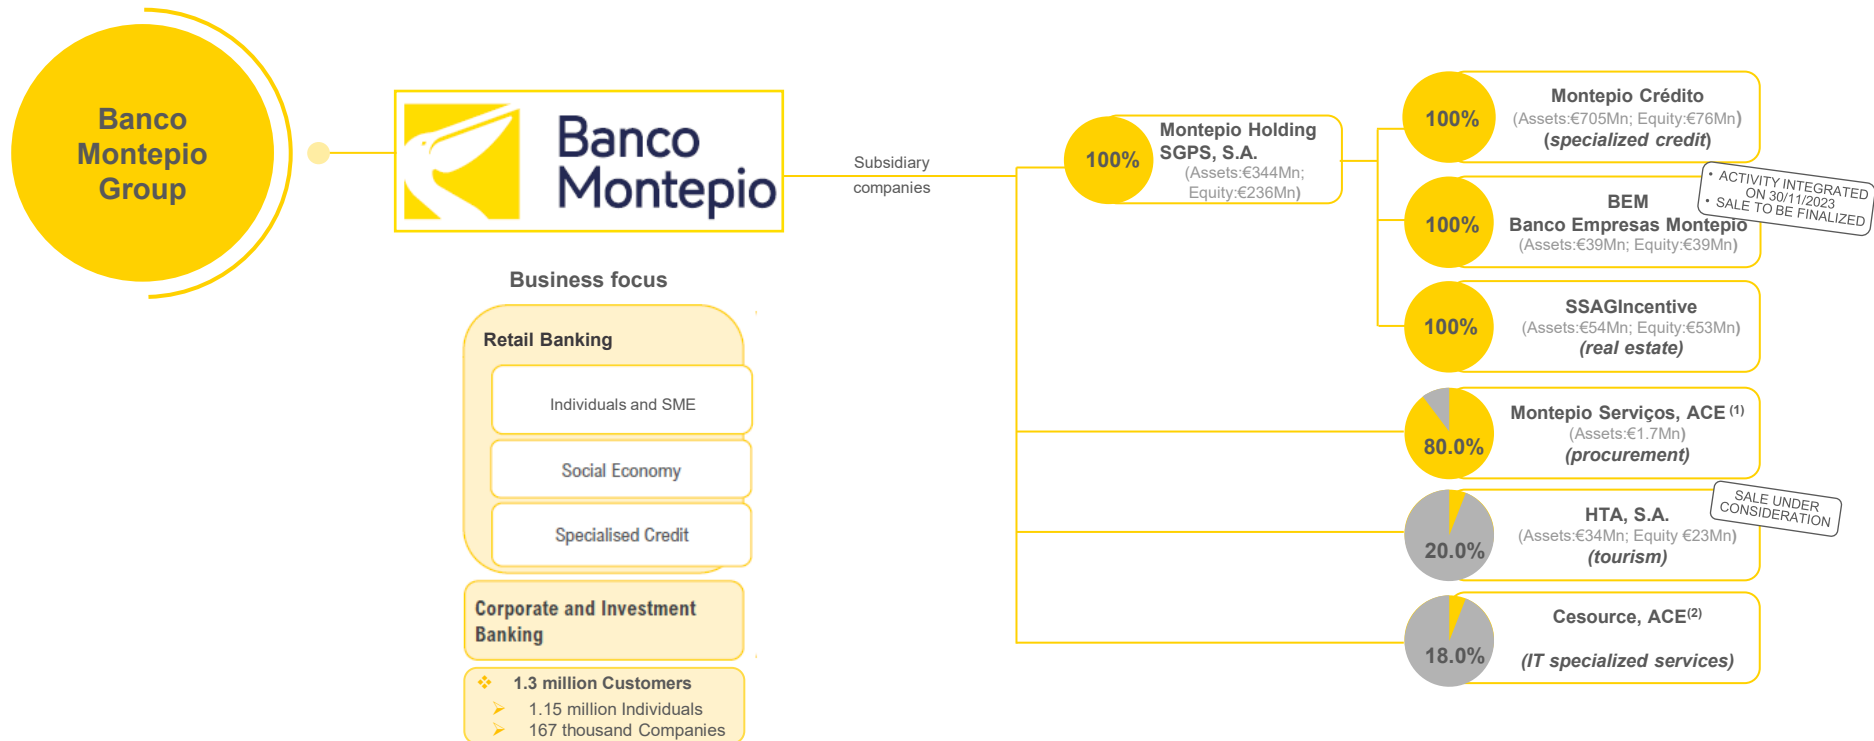 Banco
Montepio
Group
Banco
Montepio
Subsidiary
companies
100%
Montepio Holding
SGPS, S.A.
(Assets:€344Mn;
Equity:€236Mn)
100%
Montepio Crédito
(Assets:€705Mn; Equity:€76Mn)
(specialized credit)
100%
BEM
Banco Empresas Montepio
(Assets:€39Mn; Equity:€39Mn)
• ACTIVITY INTEGRATED
ON 30/11/2023
• SALE TO BE FINALIZED
100%
SSAGIncentive
(Assets:€54Mn; Equity:€53Mn)
(real estate)
80.0%
Montepio Serviços, ACE (1)
(Assets:€1.7Mn)
(procurement)
20.0%
HTA, S.A.
(Assets:€34Mn; Equity €23Mn)
(tourism)
SALE UNDER
CONSIDERATION
18.0%
Cesource, ACE(2)
(IT specialized services)
Business focus
Retail Banking
Individuals and SME
Social Economy
Specialised Credit
Corporate and Investment
Banking
❖ 1.3 million Customers
➢ 1.15 million Individuals
➢ 167 thousand Companies